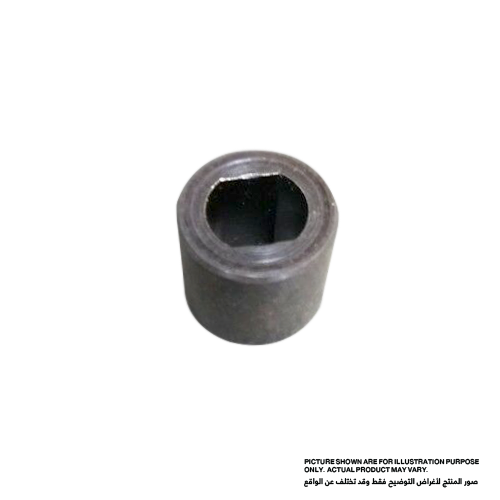 PICTURE SHOWN ARE FOR ILLUSTRATION PURPOSE
ONLY. ACTUAL PRODUCT MAY VARY.
صور المنتج لأغراض التوضيح فقط وقد تختلف عن الواقع